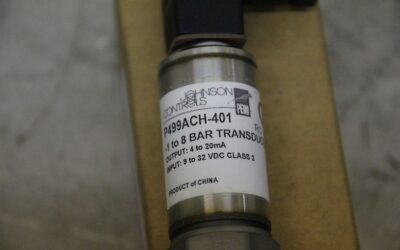 JOHNSON
CONTROLS
PENN
P499ACH-401
-1 to 8 BAR TRANSDUC
OUTPUT: 4 to 20mA
INPUT: 9 to 32 VDC CLASS 2
PRODUCT of CHINA